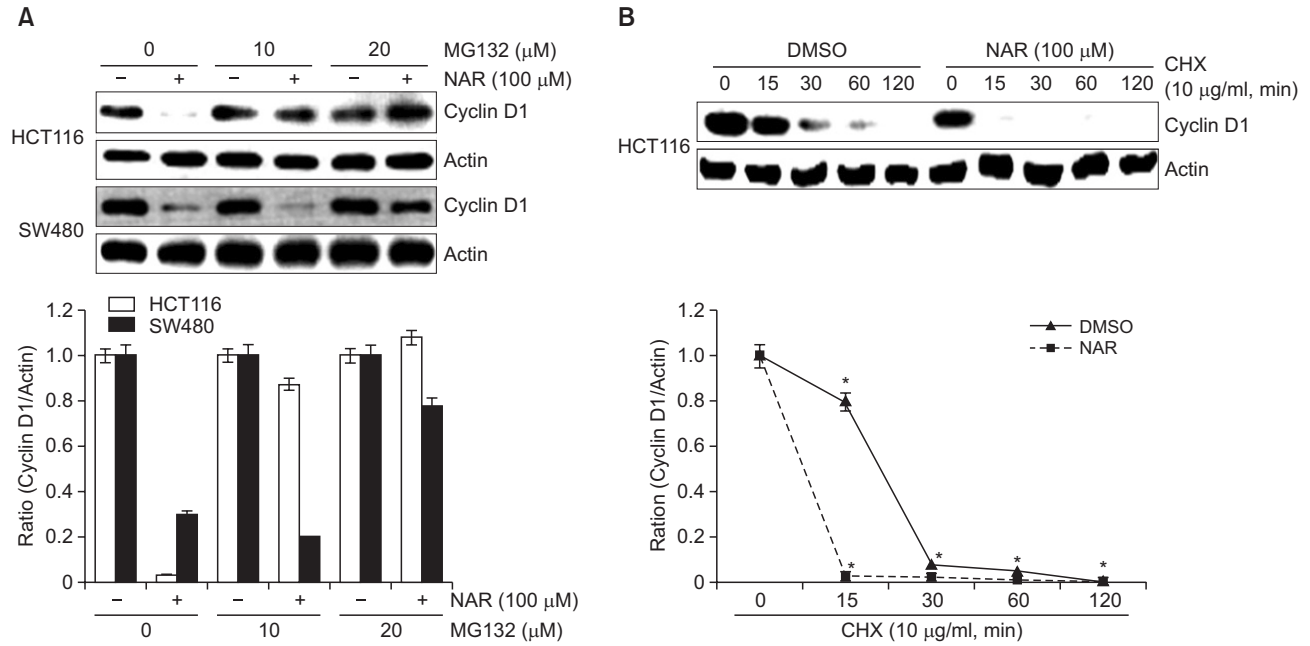 A
0 10 20 MG132 (μM)
– + – + – + NAR (100 μM)
HCT116
Cyclin D1
Actin
SW480
Cyclin D1
Actin
HCT116
SW480
Ratio (Cyclin D1/Actin)
1.2
1.0
0.8
0.6
0.4
0.2
0
– + – + – + NAR (100 μM)
0 10 20 MG132 (μM)
B
DMSO NAR (100 μM)
0 15 30 60 120 0 15 30 60 120 CHX
(10 μg/ml, min)
HCT116
Cyclin D1
Actin
DMSO
NAR
Ration (Cyclin D1/Actin)
1.2
1.0
0.8
0.6
0.4
0.2
0
* * * * *
0 15 30 60 120
CHX (10 μg/ml, min)